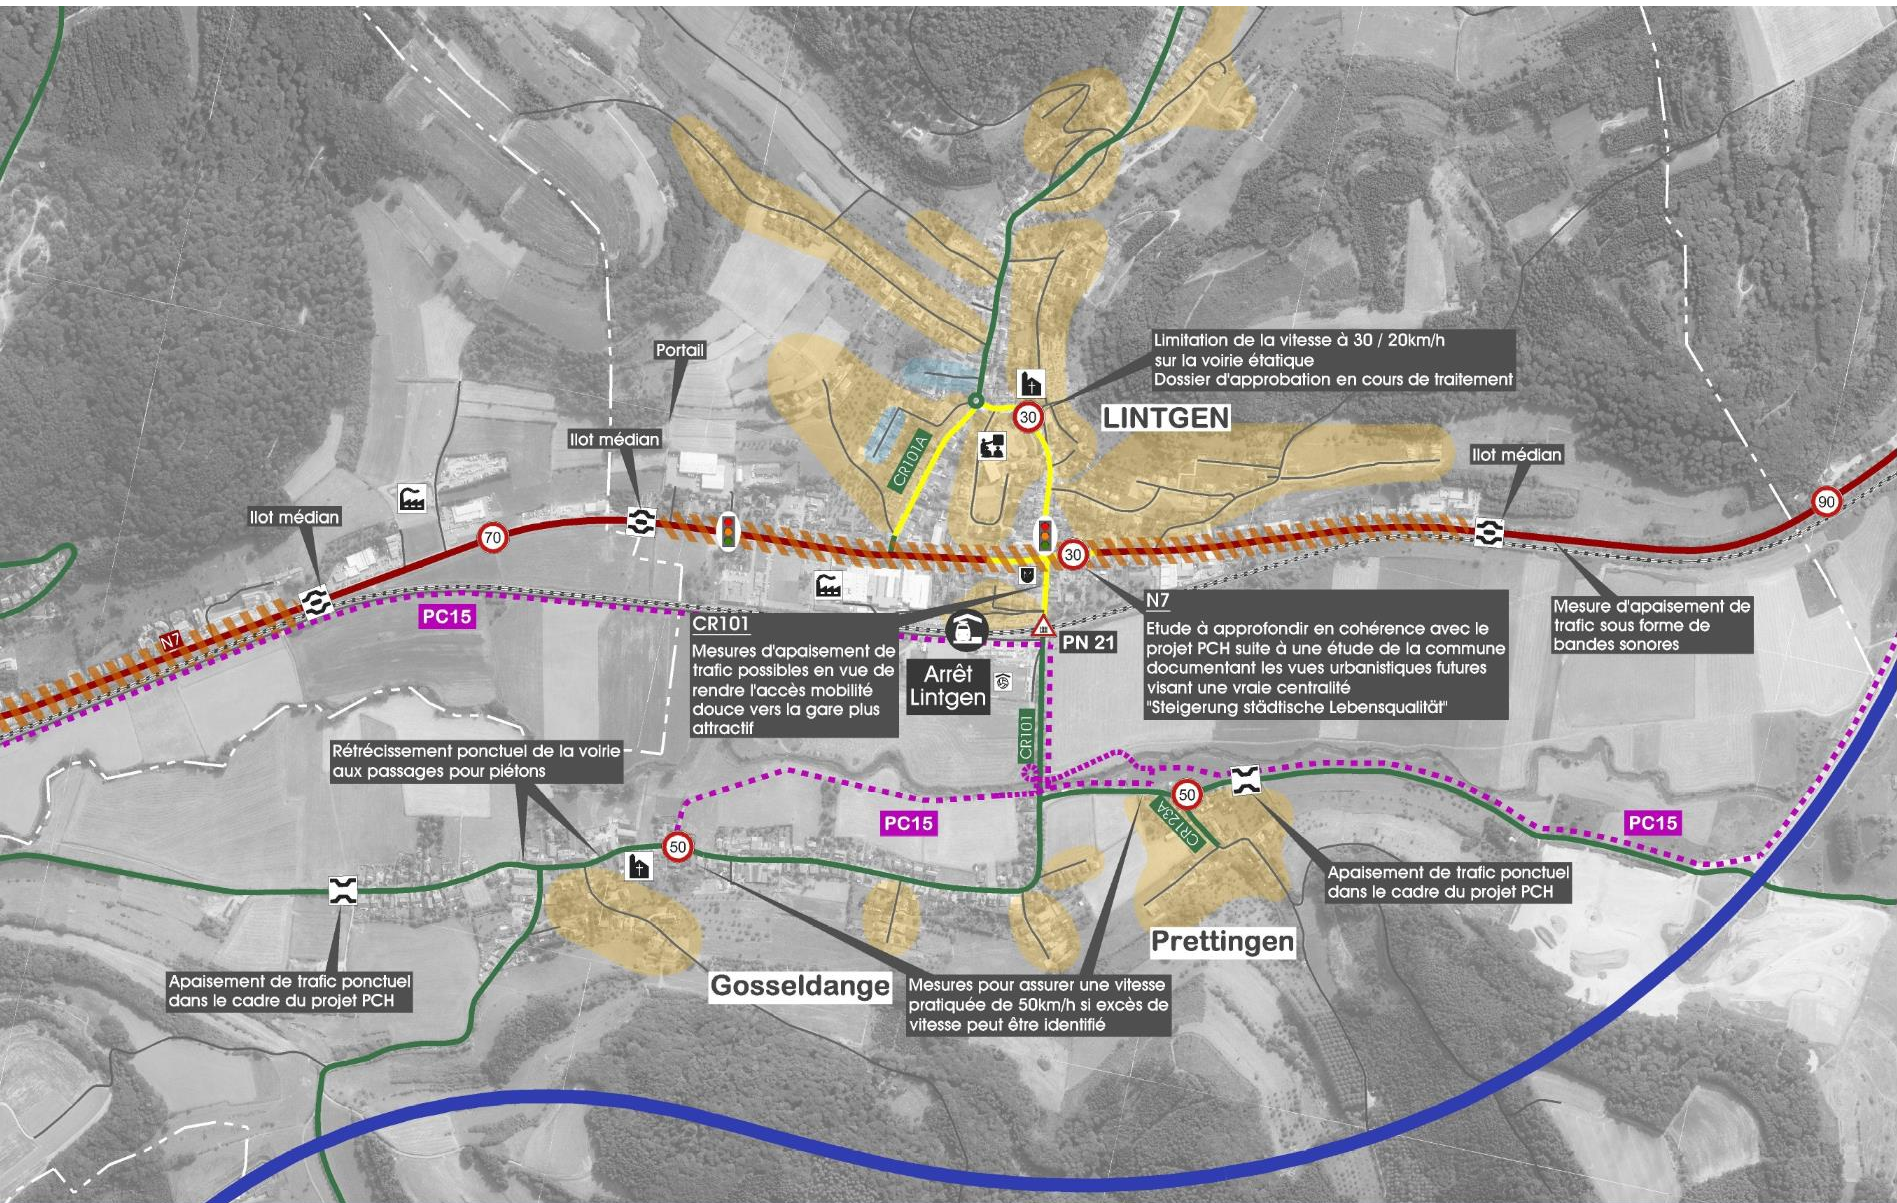 Limitation de la vitesse à 30 / 20km/h
sur la voirie étatique
Dossier d'approbation en cours de traitement
Portail
30
LINTGEN
Ilot médian
Ilot médian
CR101A
Ilot médian
90
70
30
N7
PC15
CR101
Mesures d'apaisement de
trafic possibles en vue de
rendre l'accès mobilité
douce vers la gare plus
attractif
Arrêt
Lintgen
PN 21
N7
Etude à approfondir en cohérence avec le
projet PCH suite à une étude de la commune
documentant les vues urbanistiques futures
visant une vraie centralité
"Steigerung städtische Lebensqualität"
Mesure d'apaisement de
trafic sous forme de
bandes sonores
CR101
Rétrécissement ponctuel de la voirie
aux passages pour piétons
50
CR123A
PC15
PC15
50
Apaisement de trafic ponctuel
dans le cadre du projet PCH
Prettingen
Gosseldange
Apaisement de trafic ponctuel
dans le cadre du projet PCH
Mesures pour assurer une vitesse
pratiquée de 50km/h si excès de
vitesse peut être identifié